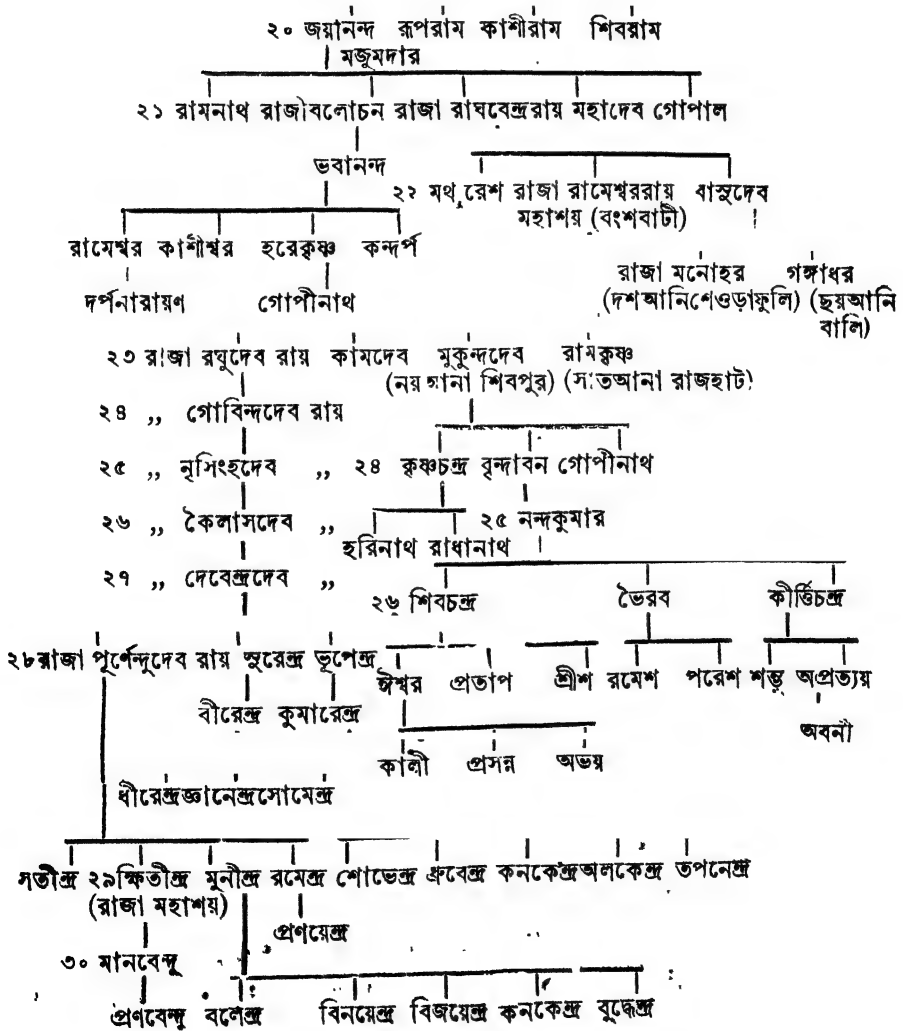 ২০ জয়ানন্দ রূপরাম কাশীরাম শিবরাম
মজুমদার
২১ রামনাথ রাজীবলোচন রাজা রাঘবেন্দ্ররায় মহাদেব গোপাল
ভবানন্দ
২২ মথুরেশ রাজা রামেশ্বররায় বাসুদেব
মহাশয় (বংশবাটী)
রামেশ্বর কাশীশ্বর হরেকৃষ্ণ কন্দর্প
রাজা মনোহর গঙ্গাধর
দর্পনারায়ণ গোপীনাথ (দশআনিশেওড়াফুলি) (ছয়আনি
বালি)
২৩ রাজা রঘুদেব রায় কামদেব মুকুন্দদেব রামকৃষ্ণ
(নয়আনা শিবপুর) (সাতআনা রাজহাট)
২৪ ,, গোবিন্দদেব রায়
২৫ ,, নৃসিংহদেব ,, ২৪ কৃষ্ণচন্দ্র বৃন্দাবন গোপীনাথ
২৬ ,, কৈলাসদেব ,, ২৫ নন্দকুমার
হরিনাথ রাধানাথ
২৭ ,, দেবেন্দ্রদেব ,,
২৬ শিবচন্দ্র ভৈরব কীর্ত্তিচন্দ্র
২৮রাজা পূর্ণেন্দুদেব রায় সুরেন্দ্র ভূপেন্দ্র
ঈশ্বর প্রতাপ শ্রীশ রমেশ পরেশ শম্ভু অপ্রত্যয়
বীরেন্দ্র কুমারেন্দ্র
অবনী
কালী প্রসন্ন অভয়
ধীরেন্দ্রজ্ঞানেন্দ্রসোমেন্দ্র
সতীন্দ্র ২৯ক্ষিতীন্দ্র মুনীন্দ্র রমেন্দ্র শোভেন্দ্র ধ্রুবেন্দ্র কনকেন্দ্রঅলকেন্দ্র তপনেন্দ্র
(রাজা মহাশয়)
প্রণয়েন্দ্র
৩০ মানবেন্দু
প্রণবেন্দু বলেন্দ্র বিনয়েন্দ্র বিজয়েন্দ্র কনকেন্দ্র বুদ্ধেন্দ্র